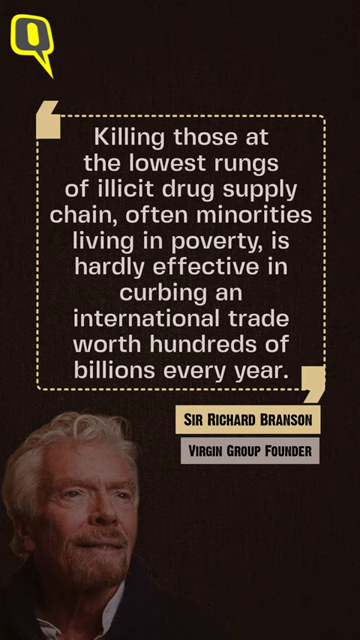 Q
Killing those at
the lowest rungs
of illicit drug supply
chain, often minorities
living in poverty, is
hardly effective in
curbing an
international trade
worth hundreds of
billions every year.
SIR RICHARD BRANSON
VIRGIN GROUP FOUNDER